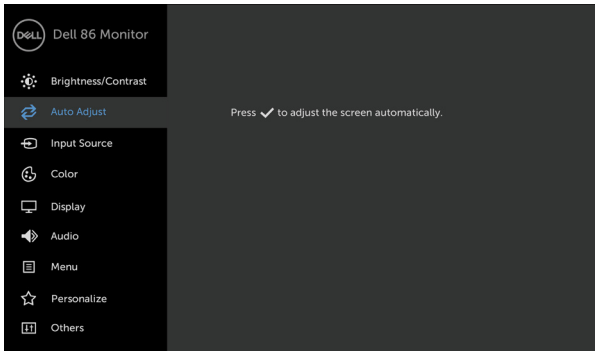 DELL Dell 86 Monitor
Brightness/Contrast
Auto Adjust
Press ✓ to adjust the screen automatically.
Input Source
Color
Display
Audio
Menu
Personalize
Others